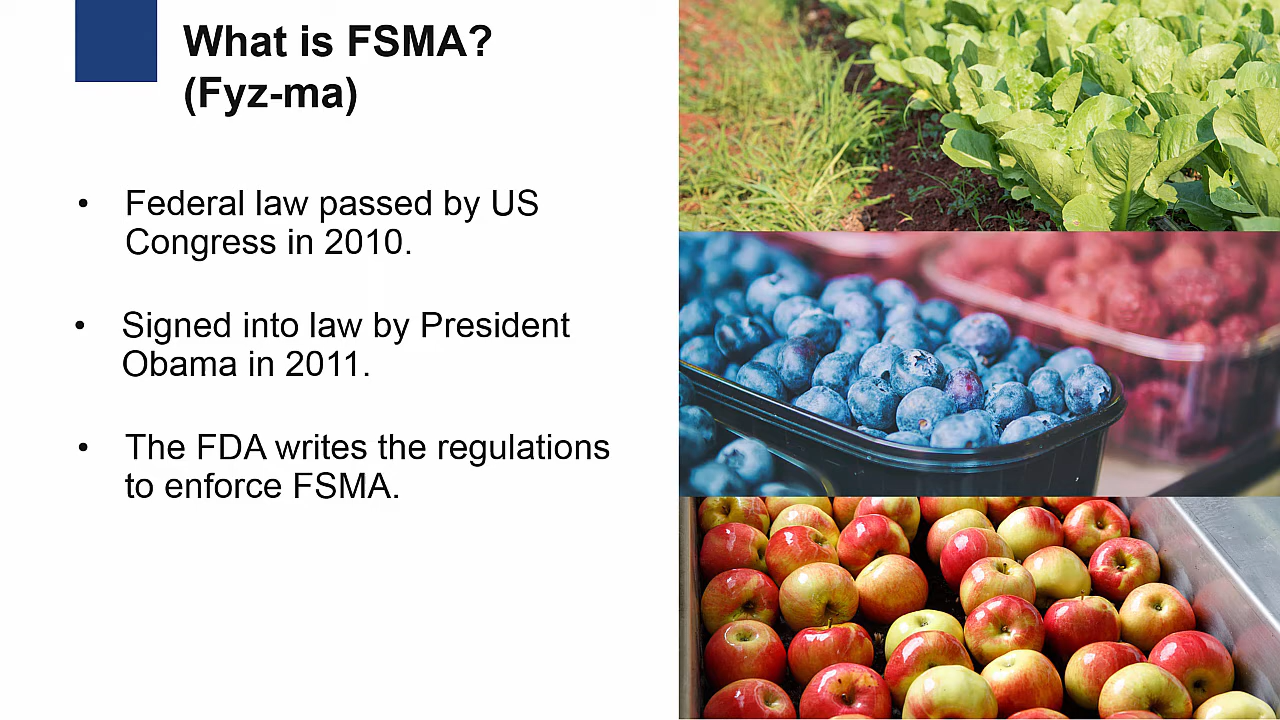 What is FSMA?
(Fyz-ma)
• Federal law passed by US
Congress in 2010.
• Signed into law by President
Obama in 2011.
• The FDA writes the regulations
to enforce FSMA.